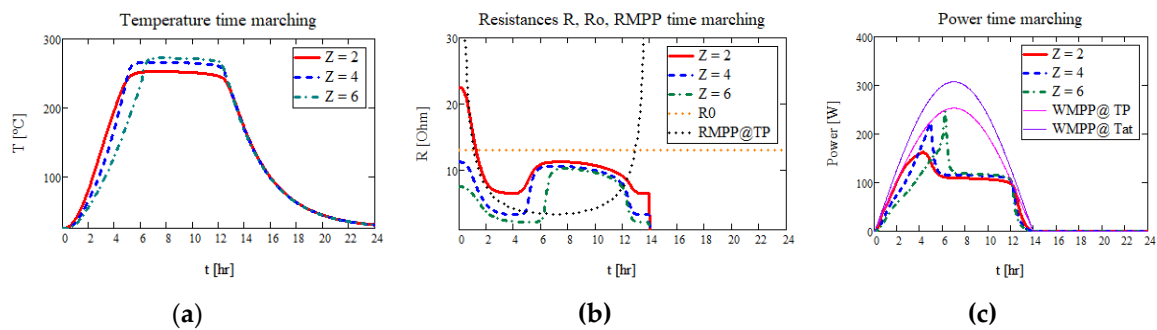 Temperature time marching
300
200
100
T [°C]
Z = 2
Z = 4
Z = 6
0 2 4 6 8 10 12 14 16 18 20 22 24
t [hr]
(a)
Resistances R, Ro, RMPP time marching
30
20
10
R [Ohm]
Z = 2
Z = 4
Z = 6
R0
RMPP@TP
0 2 4 6 8 10 12 14 16 18 20 22 24
t [hr]
(b)
Power time marching
400
300
200
100
0
Power [W]
Z = 2
Z = 4
Z = 6
WMPP@ TP
WMPP@ Tat
0 2 4 6 8 10 12 14 16 18 20 22 24
t [hr]
(c)